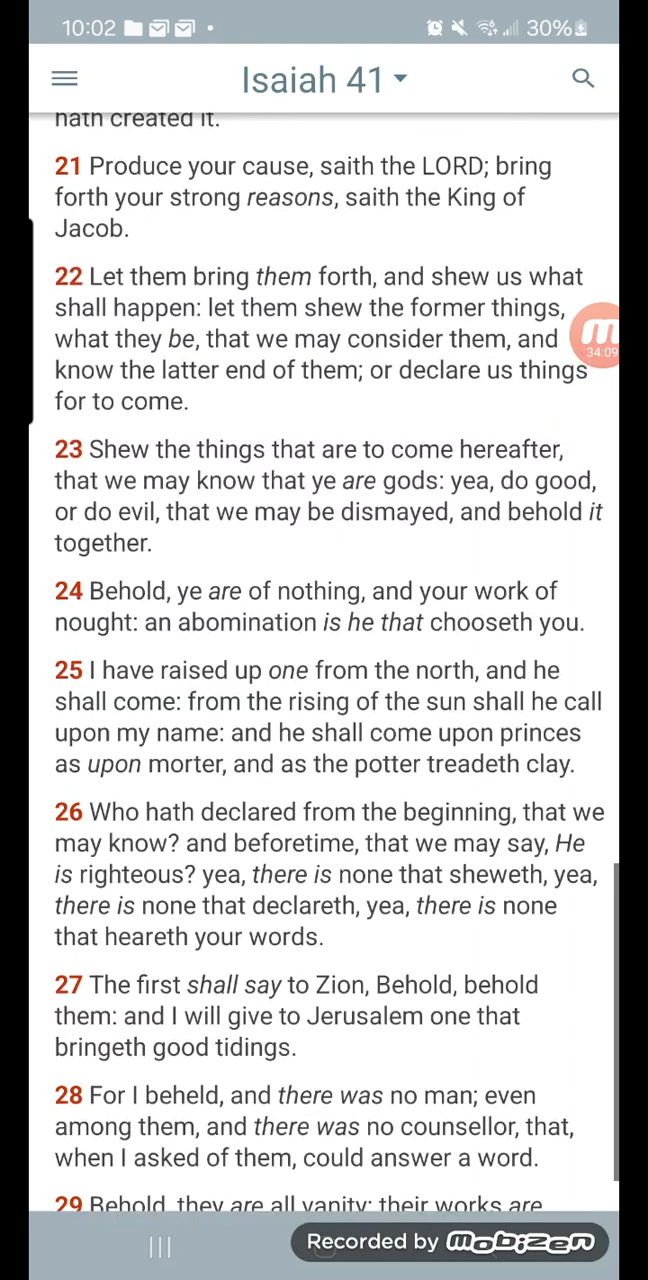 10:02
30%
Isaiah 41
hath created it.
21 Produce your cause, saith the LORD; bring
forth your strong reasons, saith the King of
Jacob.
22 Let them bring them forth, and shew us what
shall happen: let them shew the former things,
what they be, that we may consider them, and
know the latter end of them; or declare us things
for to come.
m
34:09
23 Shew the things that are to come hereafter,
that we may know that ye are gods: yea, do good,
or do evil, that we may be dismayed, and behold it
together.
24 Behold, ye are of nothing, and your work of
nought: an abomination is he that chooseth you.
25 I have raised up one from the north, and he
shall come: from the rising of the sun shall he call
upon my name: and he shall come upon princes
as upon morter, and as the potter treadeth clay.
26 Who hath declared from the beginning, that we
may know? and beforetime, that we may say, He
is righteous? yea, there is none that sheweth, yea,
there is none that declareth, yea, there is none
that heareth your words.
27 The first shall say to Zion, Behold, behold
them: and I will give to Jerusalem one that
bringeth good tidings.
28 For I beheld, and there was no man; even
among them, and there was no counsellor, that,
when I asked of them, could answer a word.
29 Behold, they are all vanity; their works are
Recorded by mobizen